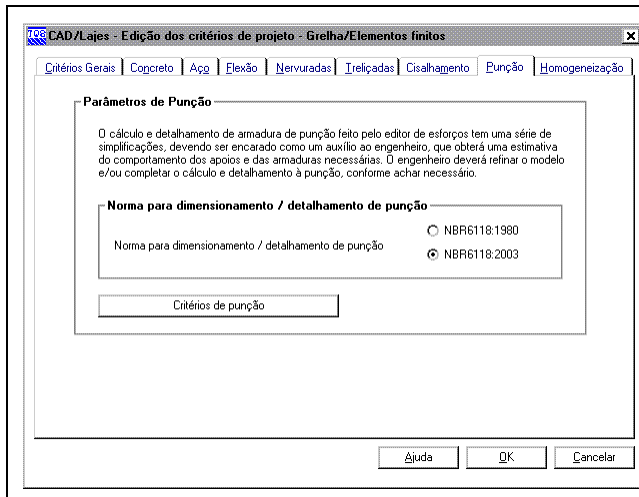 TQS CAD/Lajes - Edição dos critérios de projeto - Grelha/Elementos finitos
Critérios Gerais Concreto Aço Flexão Nervuradas Treliçadas Cisalhamento Punção Homogeneização
Parâmetros de Punção
O cálculo e detalhamento de armadura de punção feito pelo editor de esforços tem uma série de
simplificações, devendo ser encarado como um auxílio ao engenheiro, que obterá uma estimativa
do comportamento dos apoios e das armaduras necessárias. O engenheiro deverá refinar o modelo
e/ou completar o cálculo e detalhamento à punção, conforme achar necessário.
Norma para dimensionamento / detalhamento de punção
NBR6118:1980
Norma para dimensionamento / detalhamento de punção
NBR6118:2003
Critérios de punção
Ajuda OK Cancelar